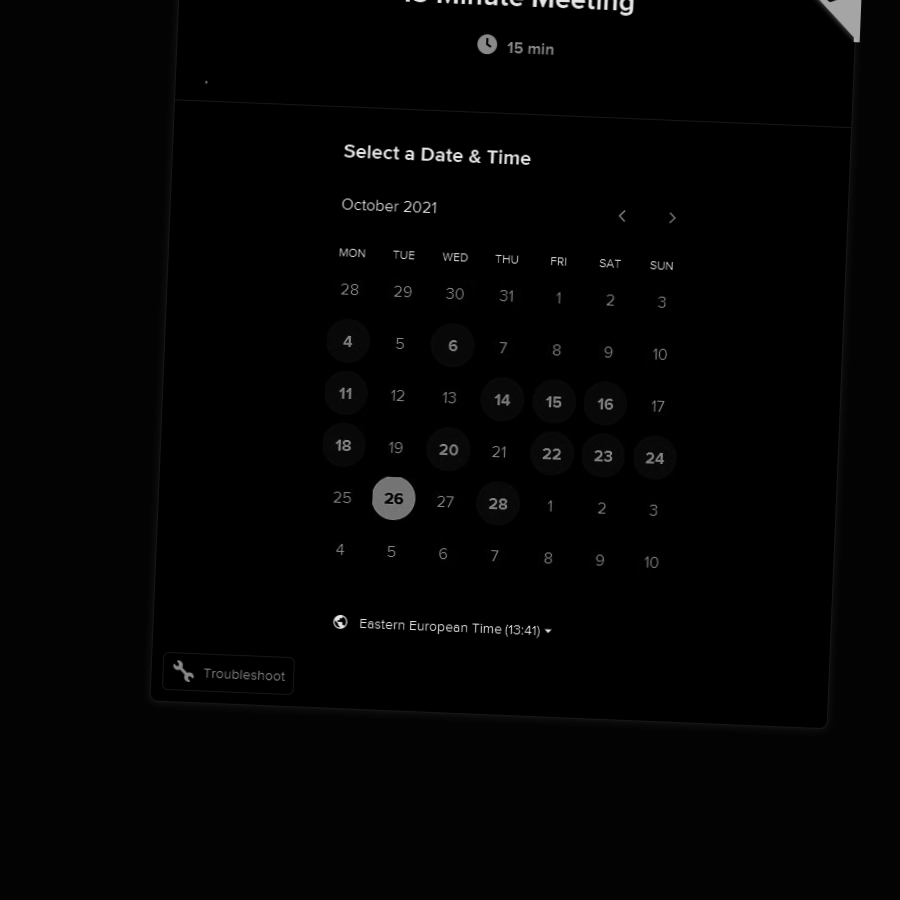 15 Minute Meeting
15 min
Select a Date & Time
October 2021
MON TUE WED THU FRI SAT SUN
28 29 30 31 1 2 3
4 5 6 7 8 9 10
11 12 13 14 15 16 17
18 19 20 21 22 23 24
25 26 27 28 1 2 3
4 5 6 7 8 9 10
Eastern European Time (13:41)
Troubleshoot